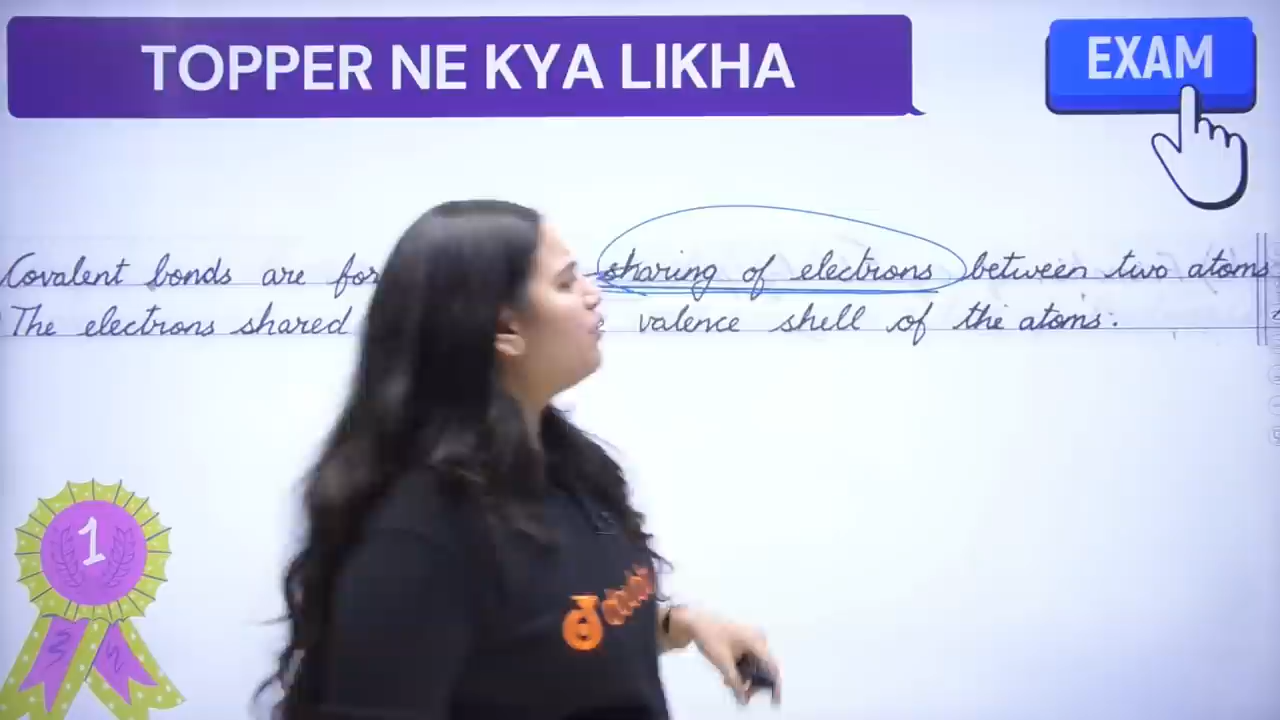 TOPPER NE KYA LIKHA
EXAM
Covalent bonds are for sharing of electrons between two atoms
The electrons shared valence shell of the atoms.
1